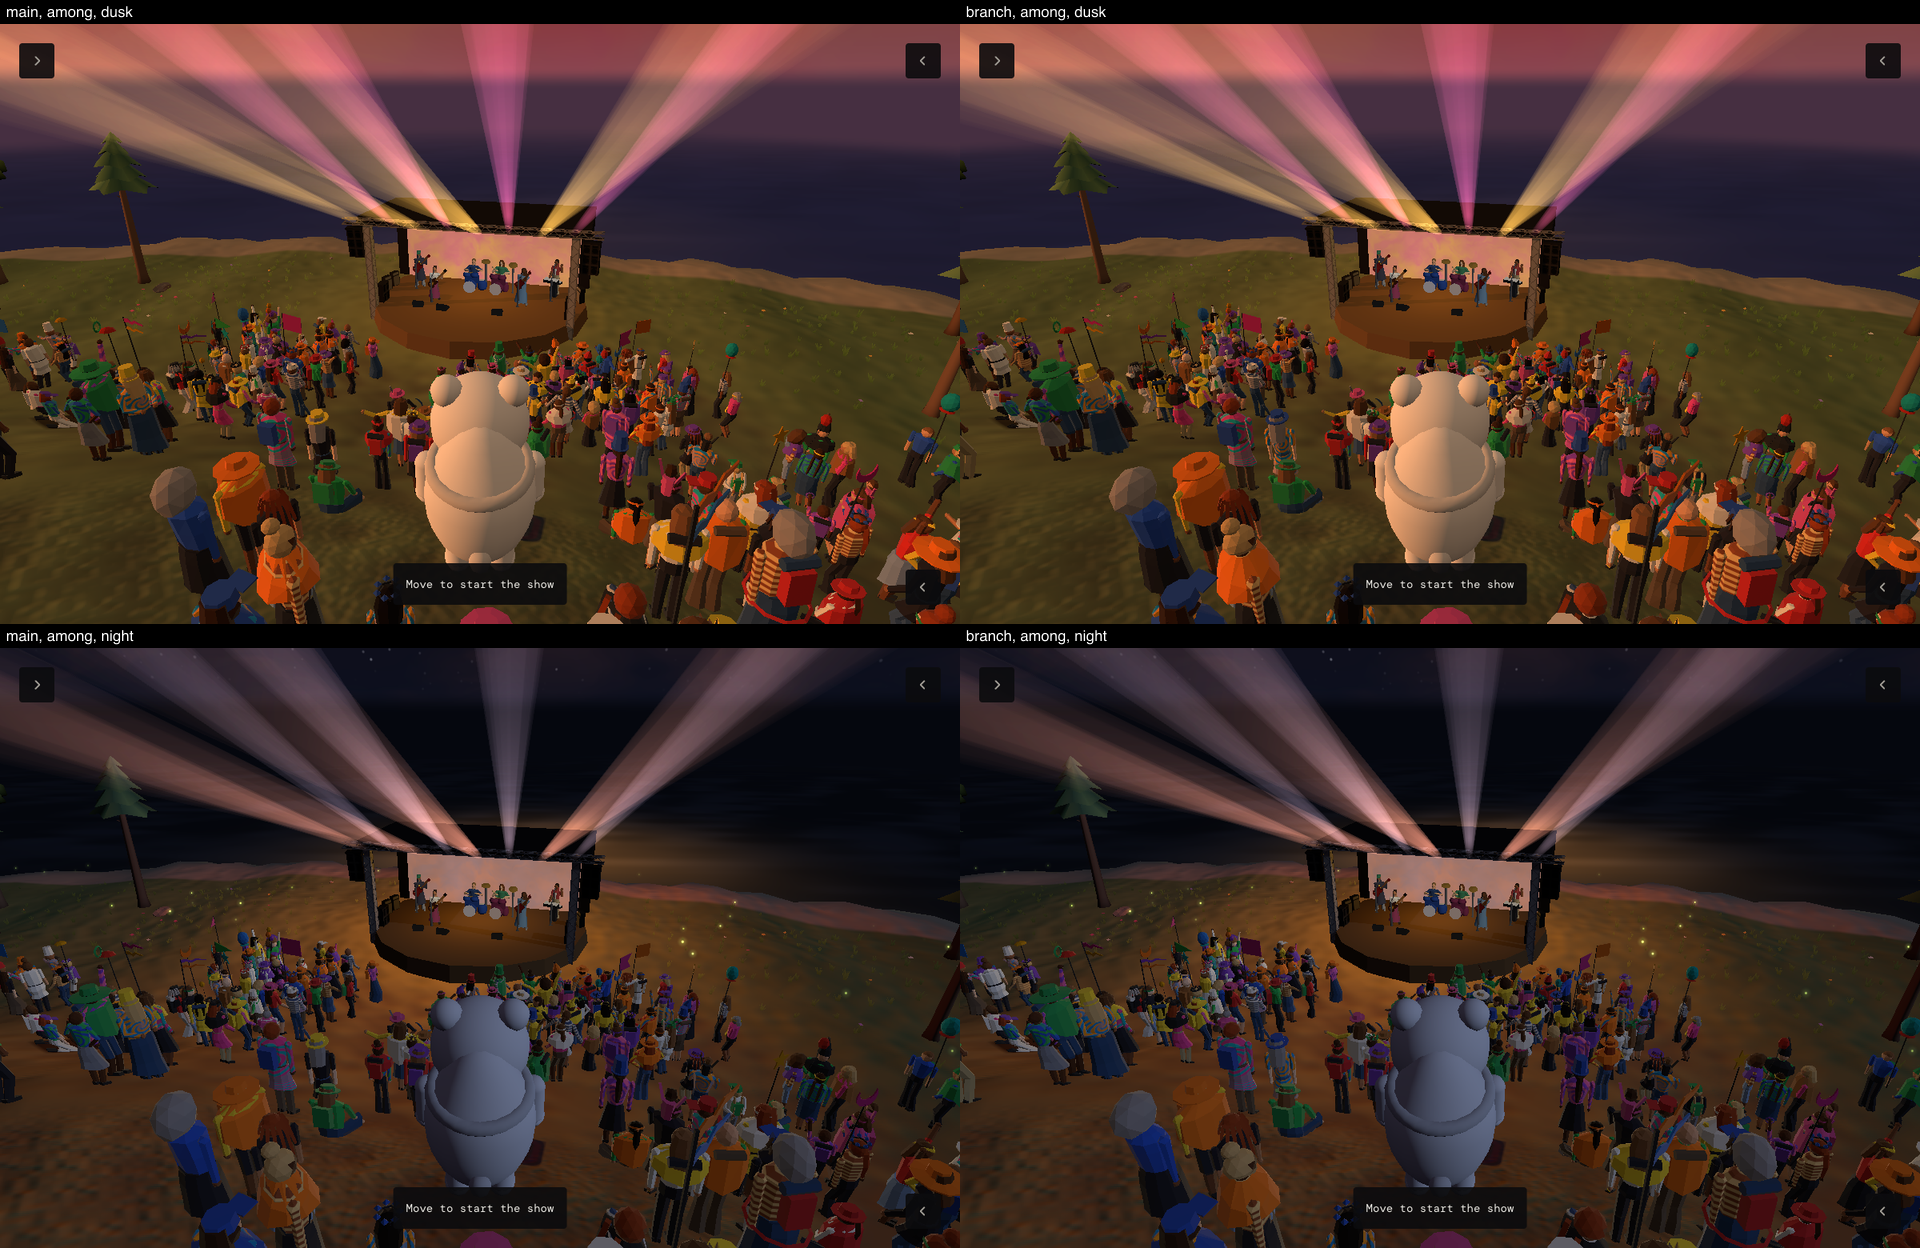 main, among, dusk
branch, among, dusk
Move to start the show
Move to start the show
main, among, night
branch, among, night
Move to start the show
Move to start the show